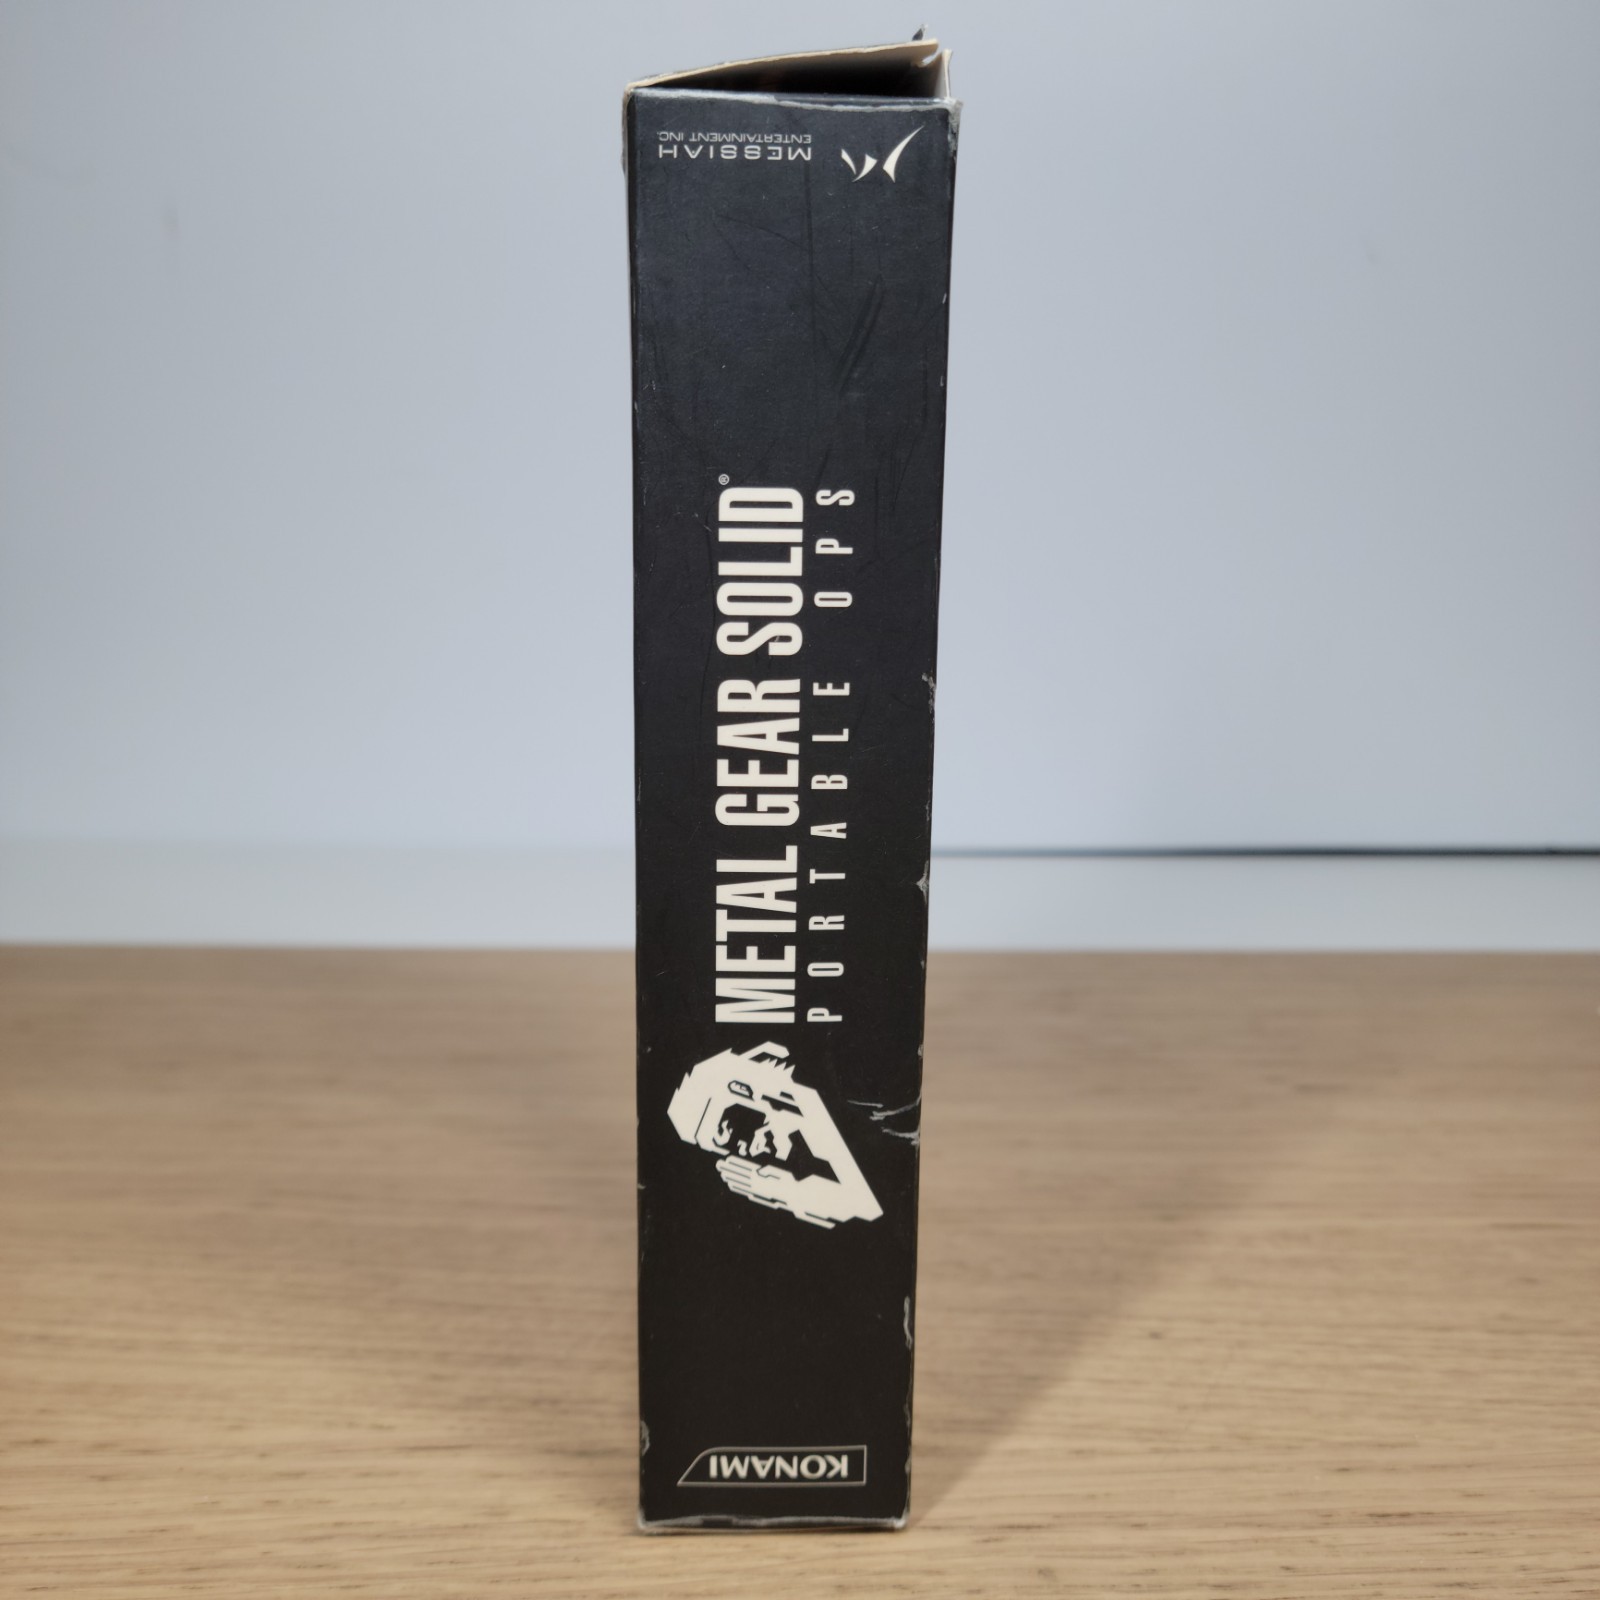 MESSIAH
ENTERTAINMENT INC.
METAL GEAR SOLID®
PORTABLE OPS
KONAMI